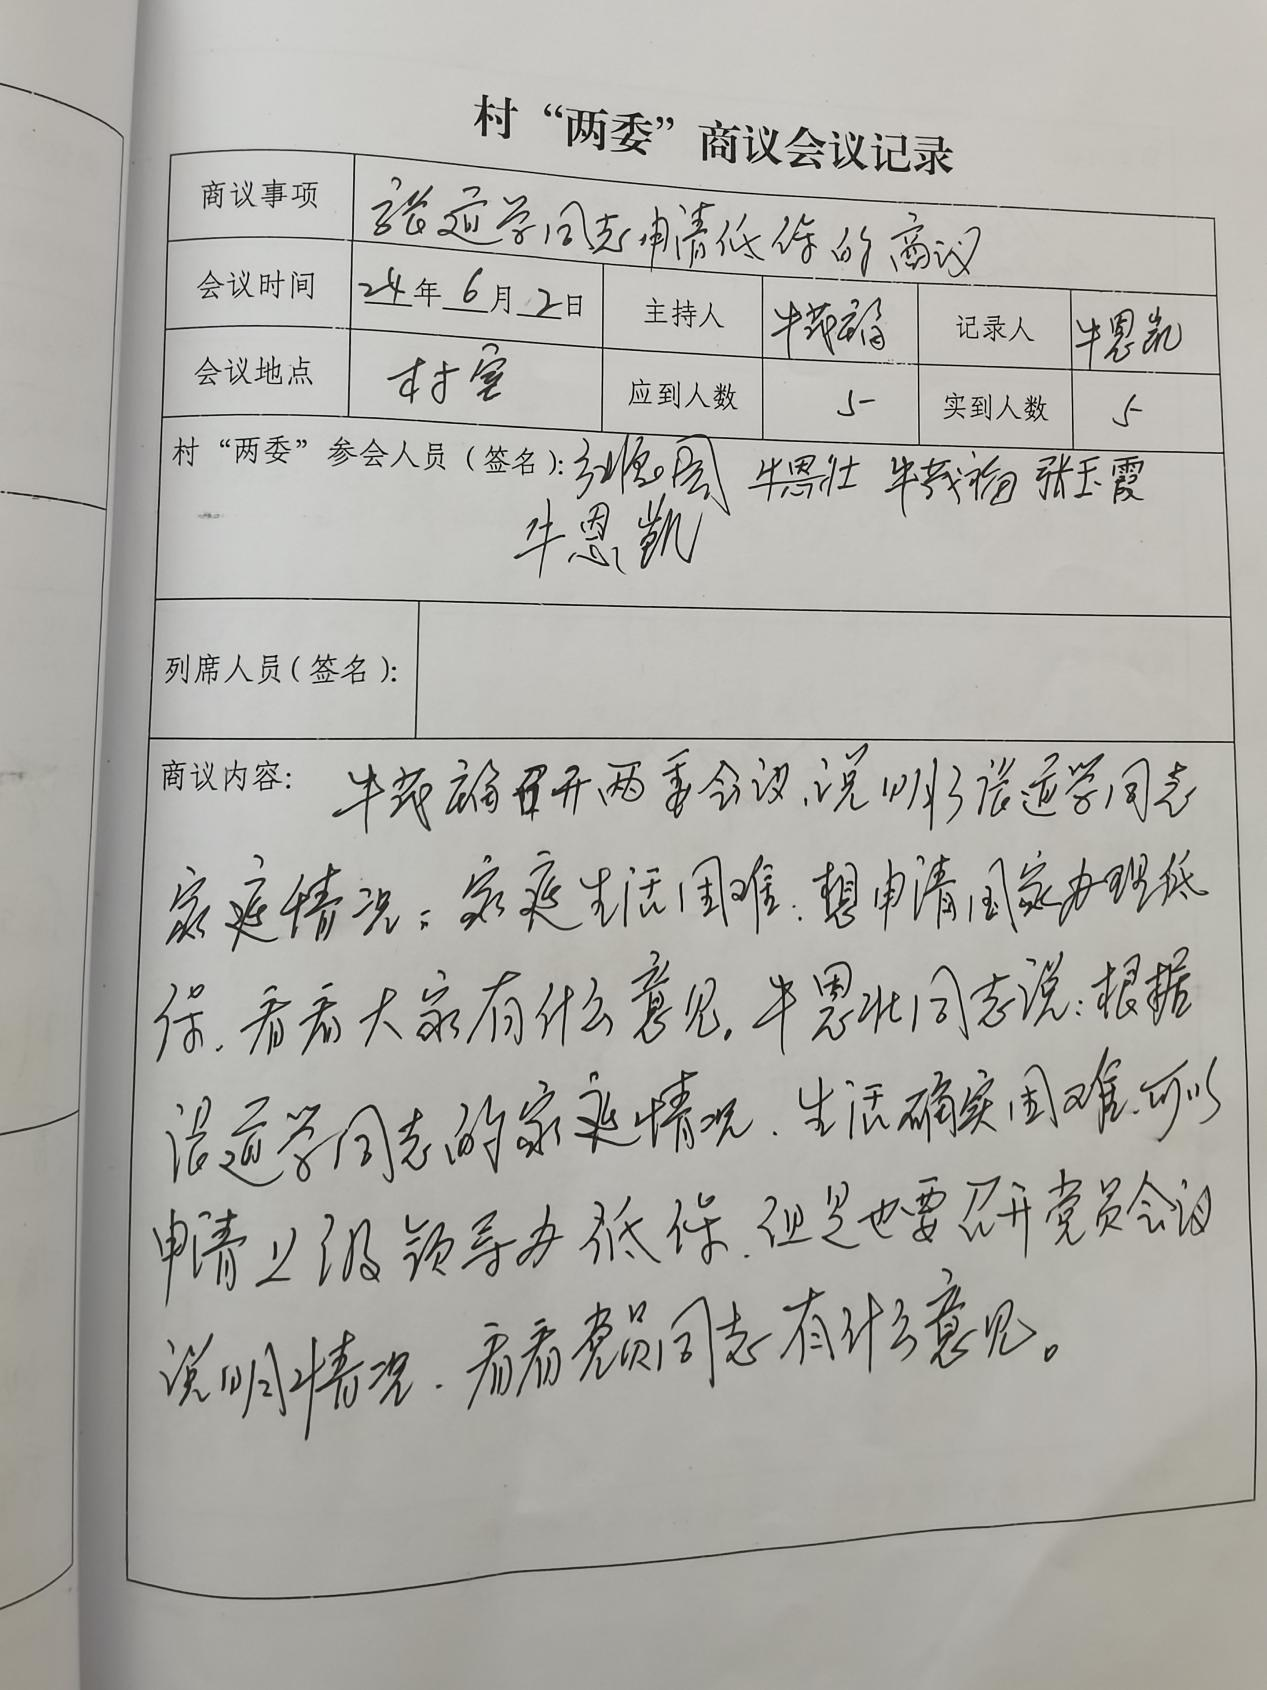 村“两委”商议会议记录
商议事项 张道学同志申请低保的商议
会议时间 24年6月2日 主持人 牛茂福 记录人 牛恩凯
会议地点 村室 应到人数 5 实到人数 5
村“两委”参会人员（签名）： 牛恩壮 牛茂福 张玉霞
牛恩凯
列席人员（签名）：
商议内容： 牛茂福召开两委会议，说明了张道学同志
家庭情况：家庭生活困难，想申请国家办理低
保，看看大家有什么意见。牛恩壮同志说：根据
张道学同志的家庭情况，生活确实困难，可以
申请上级领导办低保，但是也要召开党员会议
说明情况，看看党员同志有什么意见。